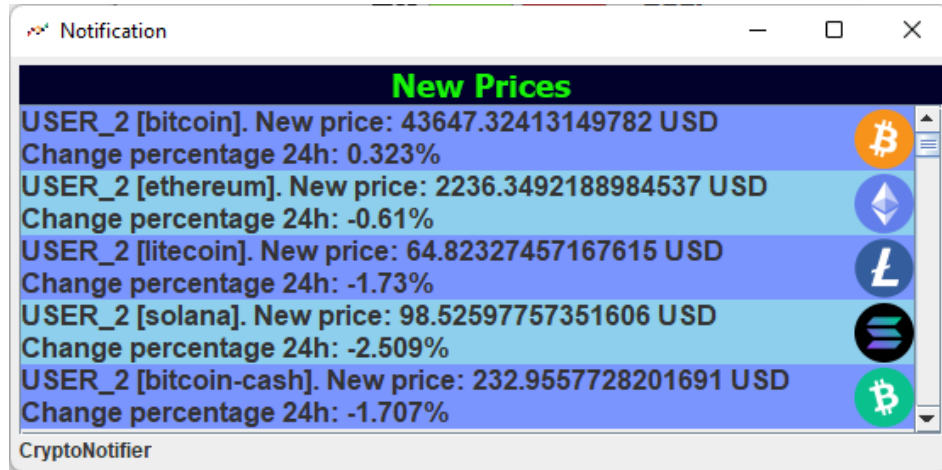 Notification
New Prices
USER_2 [bitcoin]. New price: 43647.32413149782 USD
Change percentage 24h: 0.323%
USER_2 [ethereum]. New price: 2236.3492188984537 USD
Change percentage 24h: -0.61%
USER_2 [litecoin]. New price: 64.82327457167615 USD
Change percentage 24h: -1.73%
USER_2 [solana]. New price: 98.52597757351606 USD
Change percentage 24h: -2.509%
USER_2 [bitcoin-cash]. New price: 232.9557728201691 USD
Change percentage 24h: -1.707%
CryptoNotifier